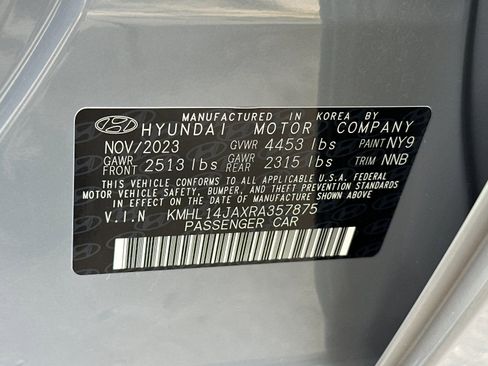 MANUFACTURED IN KOREA BY
HYUNDAI MOTOR COMPANY
NOV/2023 GVWR 4453 lbs PAINT NY9
GAWR FRONT 2513 lbs GAWR REAR 2315 lbs TRIM NNB
THIS VEHICLE CONFORMS TO ALL APPLICABLE U.S.A. FEDERAL
MOTOR VEHICLE SAFETY, BUMPER, AND THEFT PREVENTION STANDARDS
IN EFFECT ON THE DATE OF MANUFACTURE SHOWN ABOVE
V.I.N KMHL14JAXRA357875
PASSENGER CAR